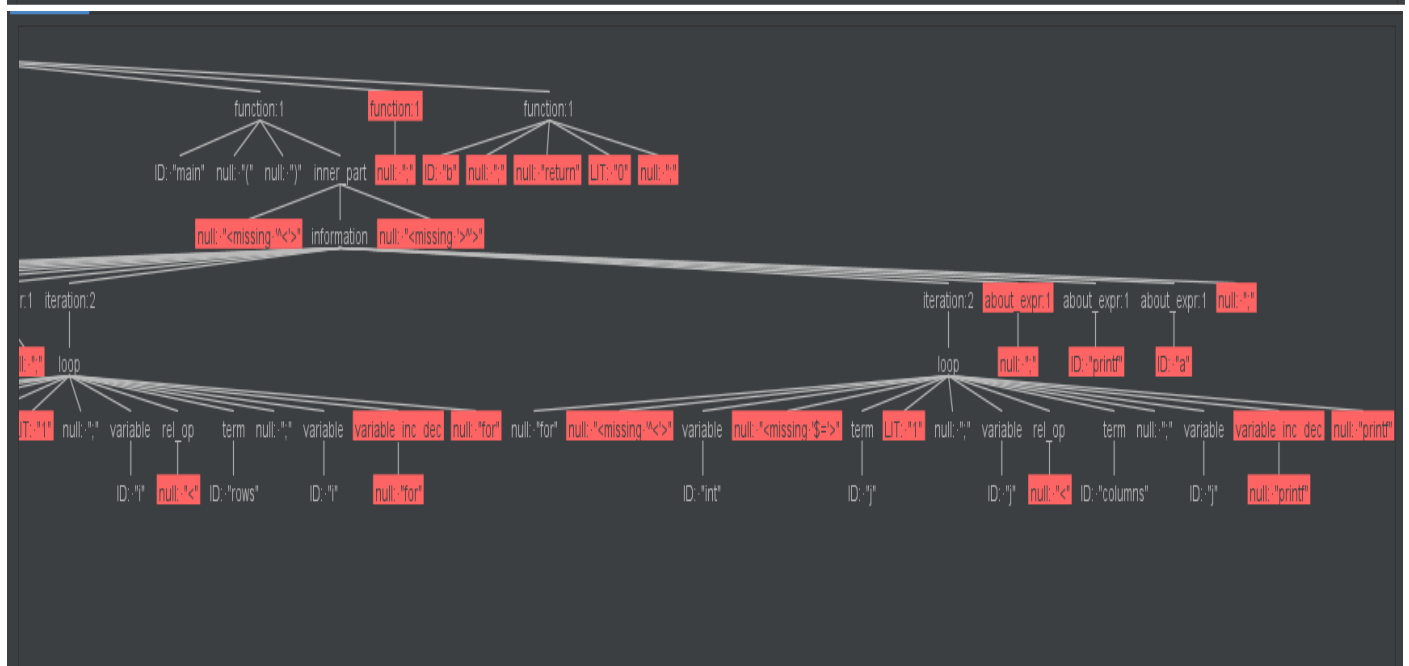 function:1 function:1 function:1
ID:·"main" null:·"(" null:·")" inner_part null:·";" ID:·"b" null:·";" null:·"return" LIT:·"0" null:·";"
null:·"<missing·'^<'>" information null:·"<missing·'>^'>"
r:1 iteration:2 iteration:2 about_expr:1 about_expr:1 about_expr:1 null:·";"
ll:·";" loop loop null:·";" ID:·"printf" ID:·"a"
IT:·"1" null:·";" variable rel_op term null:·";" variable variable_inc_dec null:·"for" null:·"for" null:·"<missing·'^<'>" variable null:·"<missing·'$='>" term LIT:·"1" null:·";" variable rel_op term null:·";" variable variable_inc_dec null:·"printf"
ID:·"i" null:·"<" ID:·"rows" ID:·"i" null:·"for" ID:·"int" ID:·"j" ID:·"j" null:·"<" ID:·"columns" ID:·"j" null:·"printf"